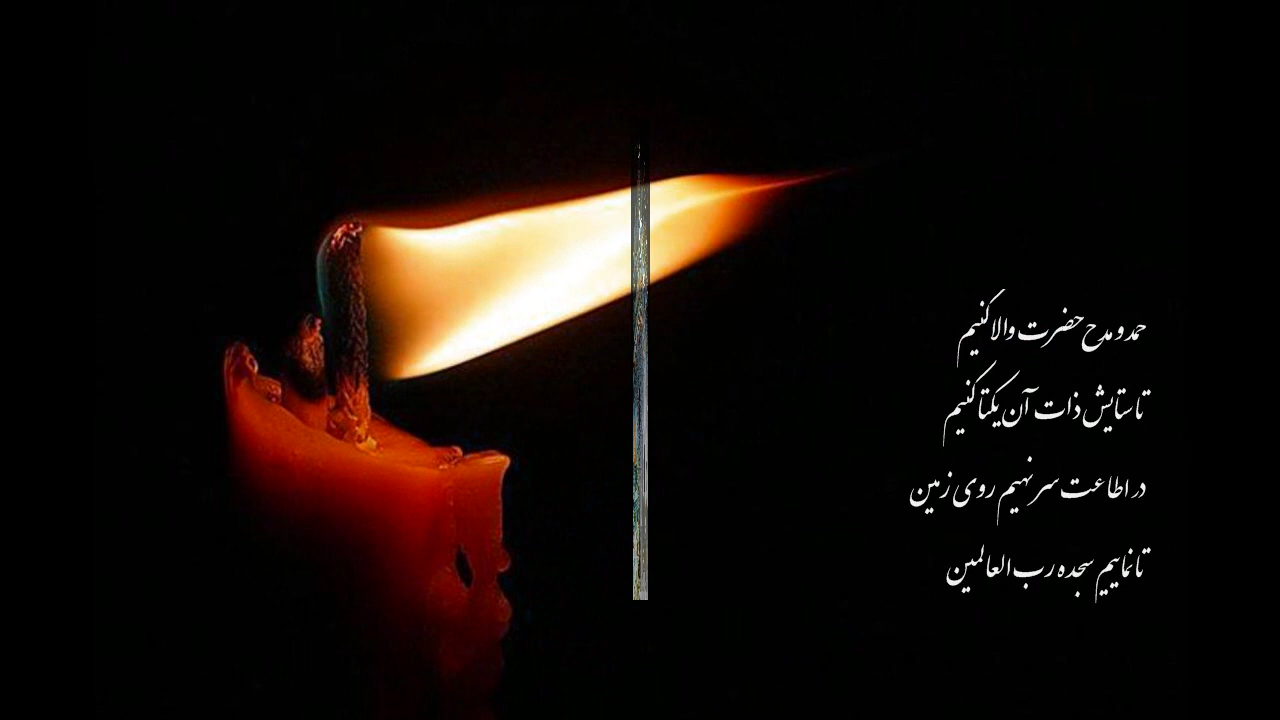 حمد و مدح حضرت والا کنیم
تا ستایش ذات آن یکتا کنیم
در اطاعت سر نهیم روی زمین
تا نماییم سجده رب العالمین